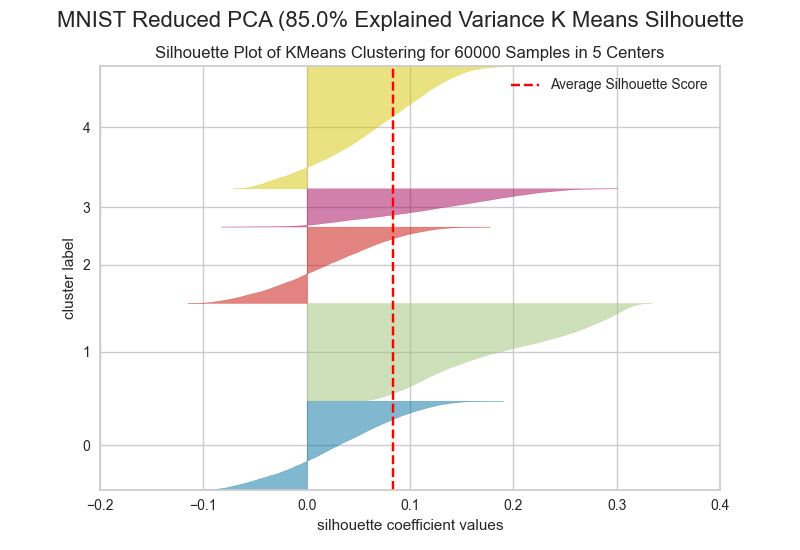 MNIST Reduced PCA (85.0% Explained Variance K Means Silhouette
Silhouette Plot of KMeans Clustering for 60000 Samples in 5 Centers
Average Silhouette Score
4
3
2
1
0
cluster label
−0.2 −0.1 0.0 0.1 0.2 0.3 0.4
silhouette coefficient values